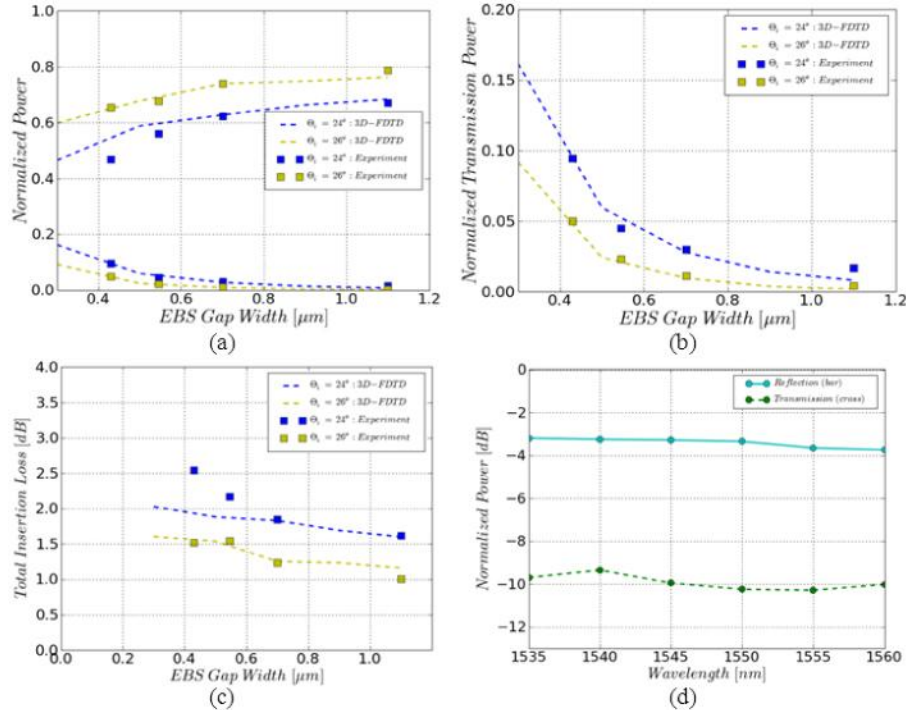 1.0
0.8
0.6
0.4
0.2
0.0
Normalized Power
Θᵢ = 24° : 3D−FDTD
Θᵢ = 26° : 3D−FDTD
Θᵢ = 24° : Experiment
Θᵢ = 26° : Experiment
0.4 0.6 0.8 1.0 1.2
EBS Gap Width [μm]
(a)
0.20
0.15
0.10
0.05
0.00
Normalized Transmission Power
Θᵢ = 24° : 3D−FDTD
Θᵢ = 26° : 3D−FDTD
Θᵢ = 24° : Experiment
Θᵢ = 26° : Experiment
0.4 0.6 0.8 1.0 1.2
EBS Gap Width [μm]
(b)
4.0
3.5
3.0
2.5
2.0
1.5
1.0
0.5
0.0
Total Insertion Loss [dB]
Θᵢ = 24° : 3D−FDTD
Θᵢ = 26° : 3D−FDTD
Θᵢ = 24° : Experiment
Θᵢ = 26° : Experiment
0.0 0.2 0.4 0.6 0.8 1.0
EBS Gap Width [μm]
(c)
0
−2
−4
−6
−8
−10
−12
Normalized Power [dB]
Reflection (bar)
Transmission (cross)
1535 1540 1545 1550 1555 1560
Wavelength [nm]
(d)